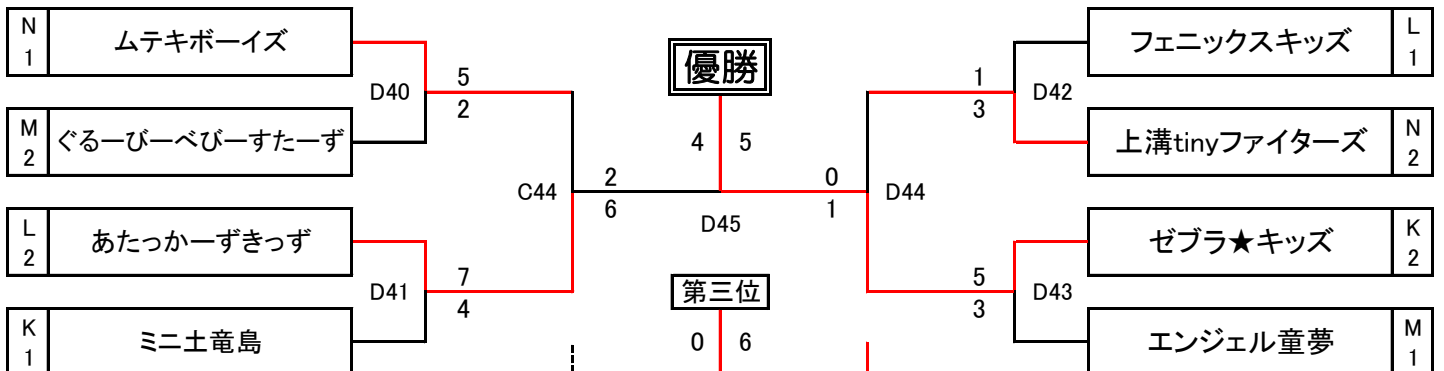 N
1
ムテキボーイズ
D40
5
2
M
2
ぐるーびーべびーすたーず
C44
2
6
L
2
あたっかーずきっず
D41
7
4
K
1
ミニ土竜島
優勝
4 5
D45
第三位
0 6
フェニックスキッズ
L
1
1
3
D42
上溝tinyファイターズ
N
2
0
1
D44
ゼブラ★キッズ
K
2
5
3
D43
エンジェル童夢
M
1